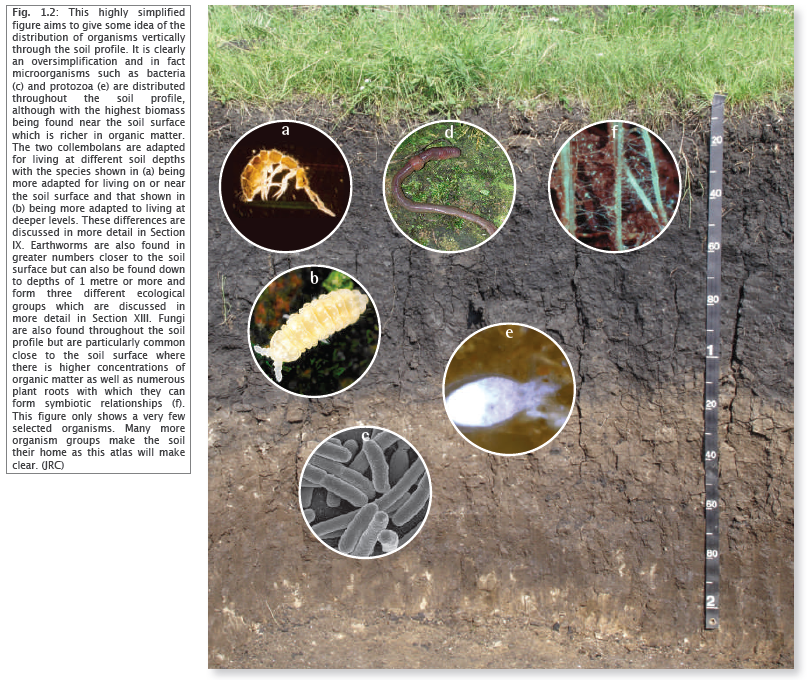 Fig. 1.2: This highly simplified
figure aims to give some idea of the
distribution of organisms vertically
through the soil profile. It is clearly
an oversimplification and in fact
microorganisms such as bacteria
(c) and protozoa (e) are distributed
throughout the soil profile,
although with the highest biomass
being found near the soil surface
which is richer in organic matter.
The two collembolans are adapted
for living at different soil depths
with the species shown in (a) being
more adapted for living on or near
the soil surface and that shown in
(b) being more adapted to living at
deeper levels. These differences are
discussed in more detail in Section
IX. Earthworms are also found in
greater numbers closer to the soil
surface but can also be found down
to depths of 1 metre or more and
form three different ecological
groups which are discussed in
more detail in Section XIII. Fungi
are also found throughout the soil
profile but are particularly common
close to the soil surface where
there is higher concentrations of
organic matter as well as numerous
plant roots with which they can
form symbiotic relationships (f).
This figure only shows a very few
selected organisms. Many more
organism groups make the soil
their home as this atlas will make
clear. (JRC)
a
d
f
b
e
c
20
40
60
80
1
20
40
60
80
2